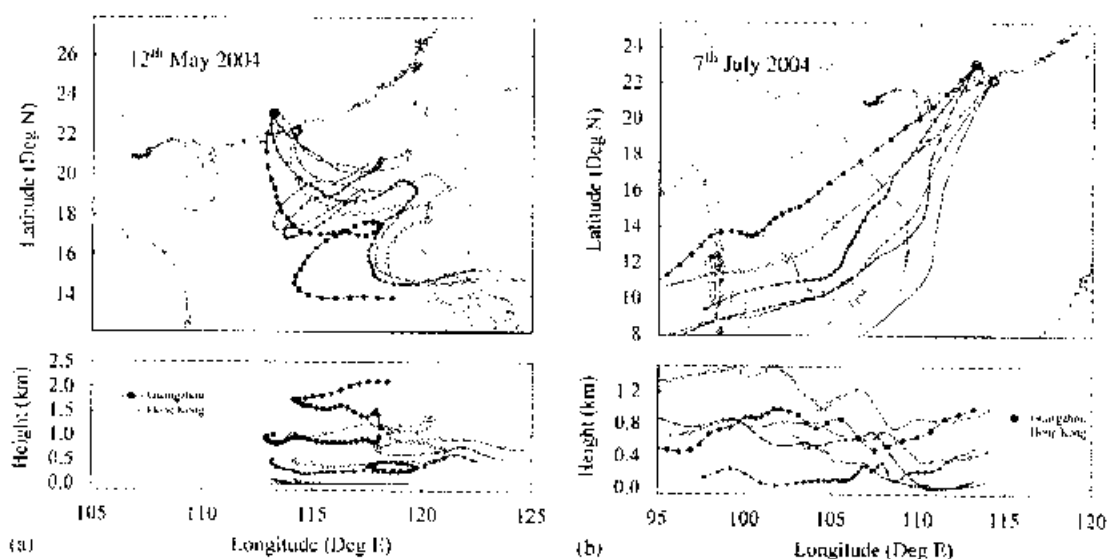 12th May 2004
26
24
22
20
18
16
14
Latitude (Deg N)
2.5
2.0
1.5
1.0
0.5
0.0
Height (km)
Guangzhou
Hong Kong
105
110
115
120
125
Longitude (Deg E)
(a)
7th July 2004
24
22
20
18
16
14
12
10
8
Latitude (Deg N)
1.2
0.8
0.4
0.0
Height (km)
Guangzhou
Hong Kong
95
100
105
110
115
120
Longitude (Deg E)
(b)